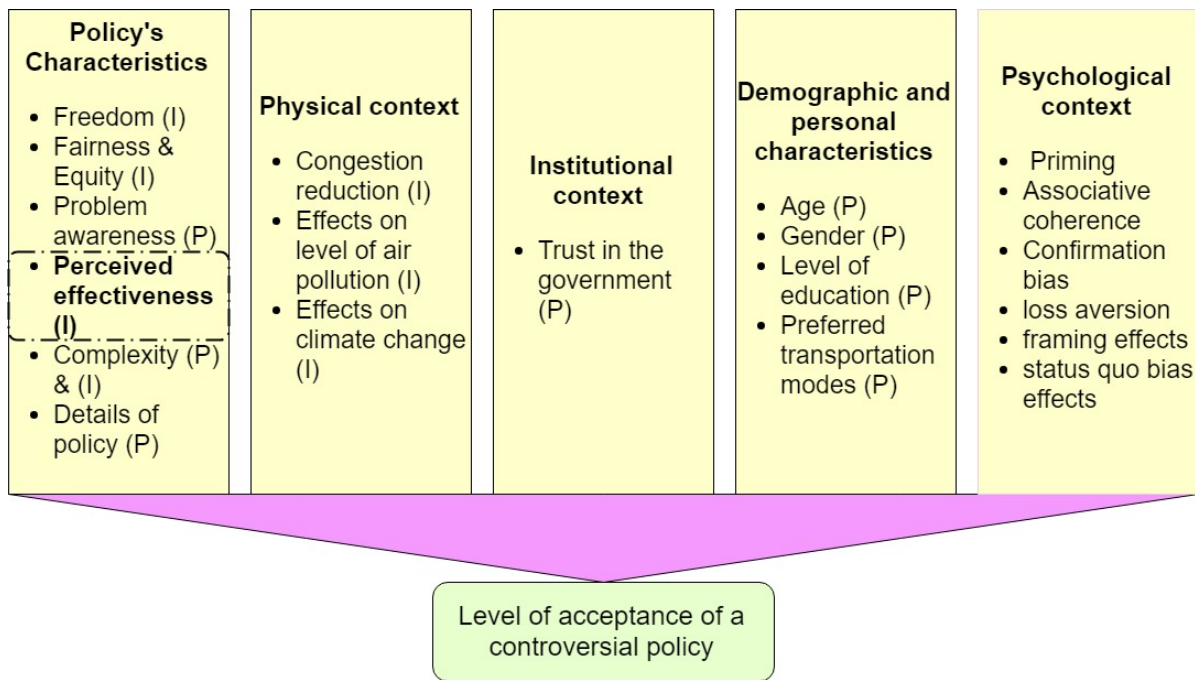 Policy's
Characteristics
• Freedom (I)
• Fairness &
Equity (I)
• Problem
awareness (P)
• Perceived
effectiveness
(I)
• Complexity (P)
& (I)
• Details of
policy (P)
Physical context
• Congestion
reduction (I)
• Effects on
level of air
pollution (I)
• Effects on
climate change
(I)
Institutional
context
• Trust in the
government
(P)
Demographic and
personal
characteristics
• Age (P)
• Gender (P)
• Level of
education (P)
• Preferred
transportation
modes (P)
Psychological
context
• Priming
• Associative
coherence
• Confirmation
bias
• loss aversion
• framing effects
• status quo bias
effects
Level of acceptance of a
controversial policy